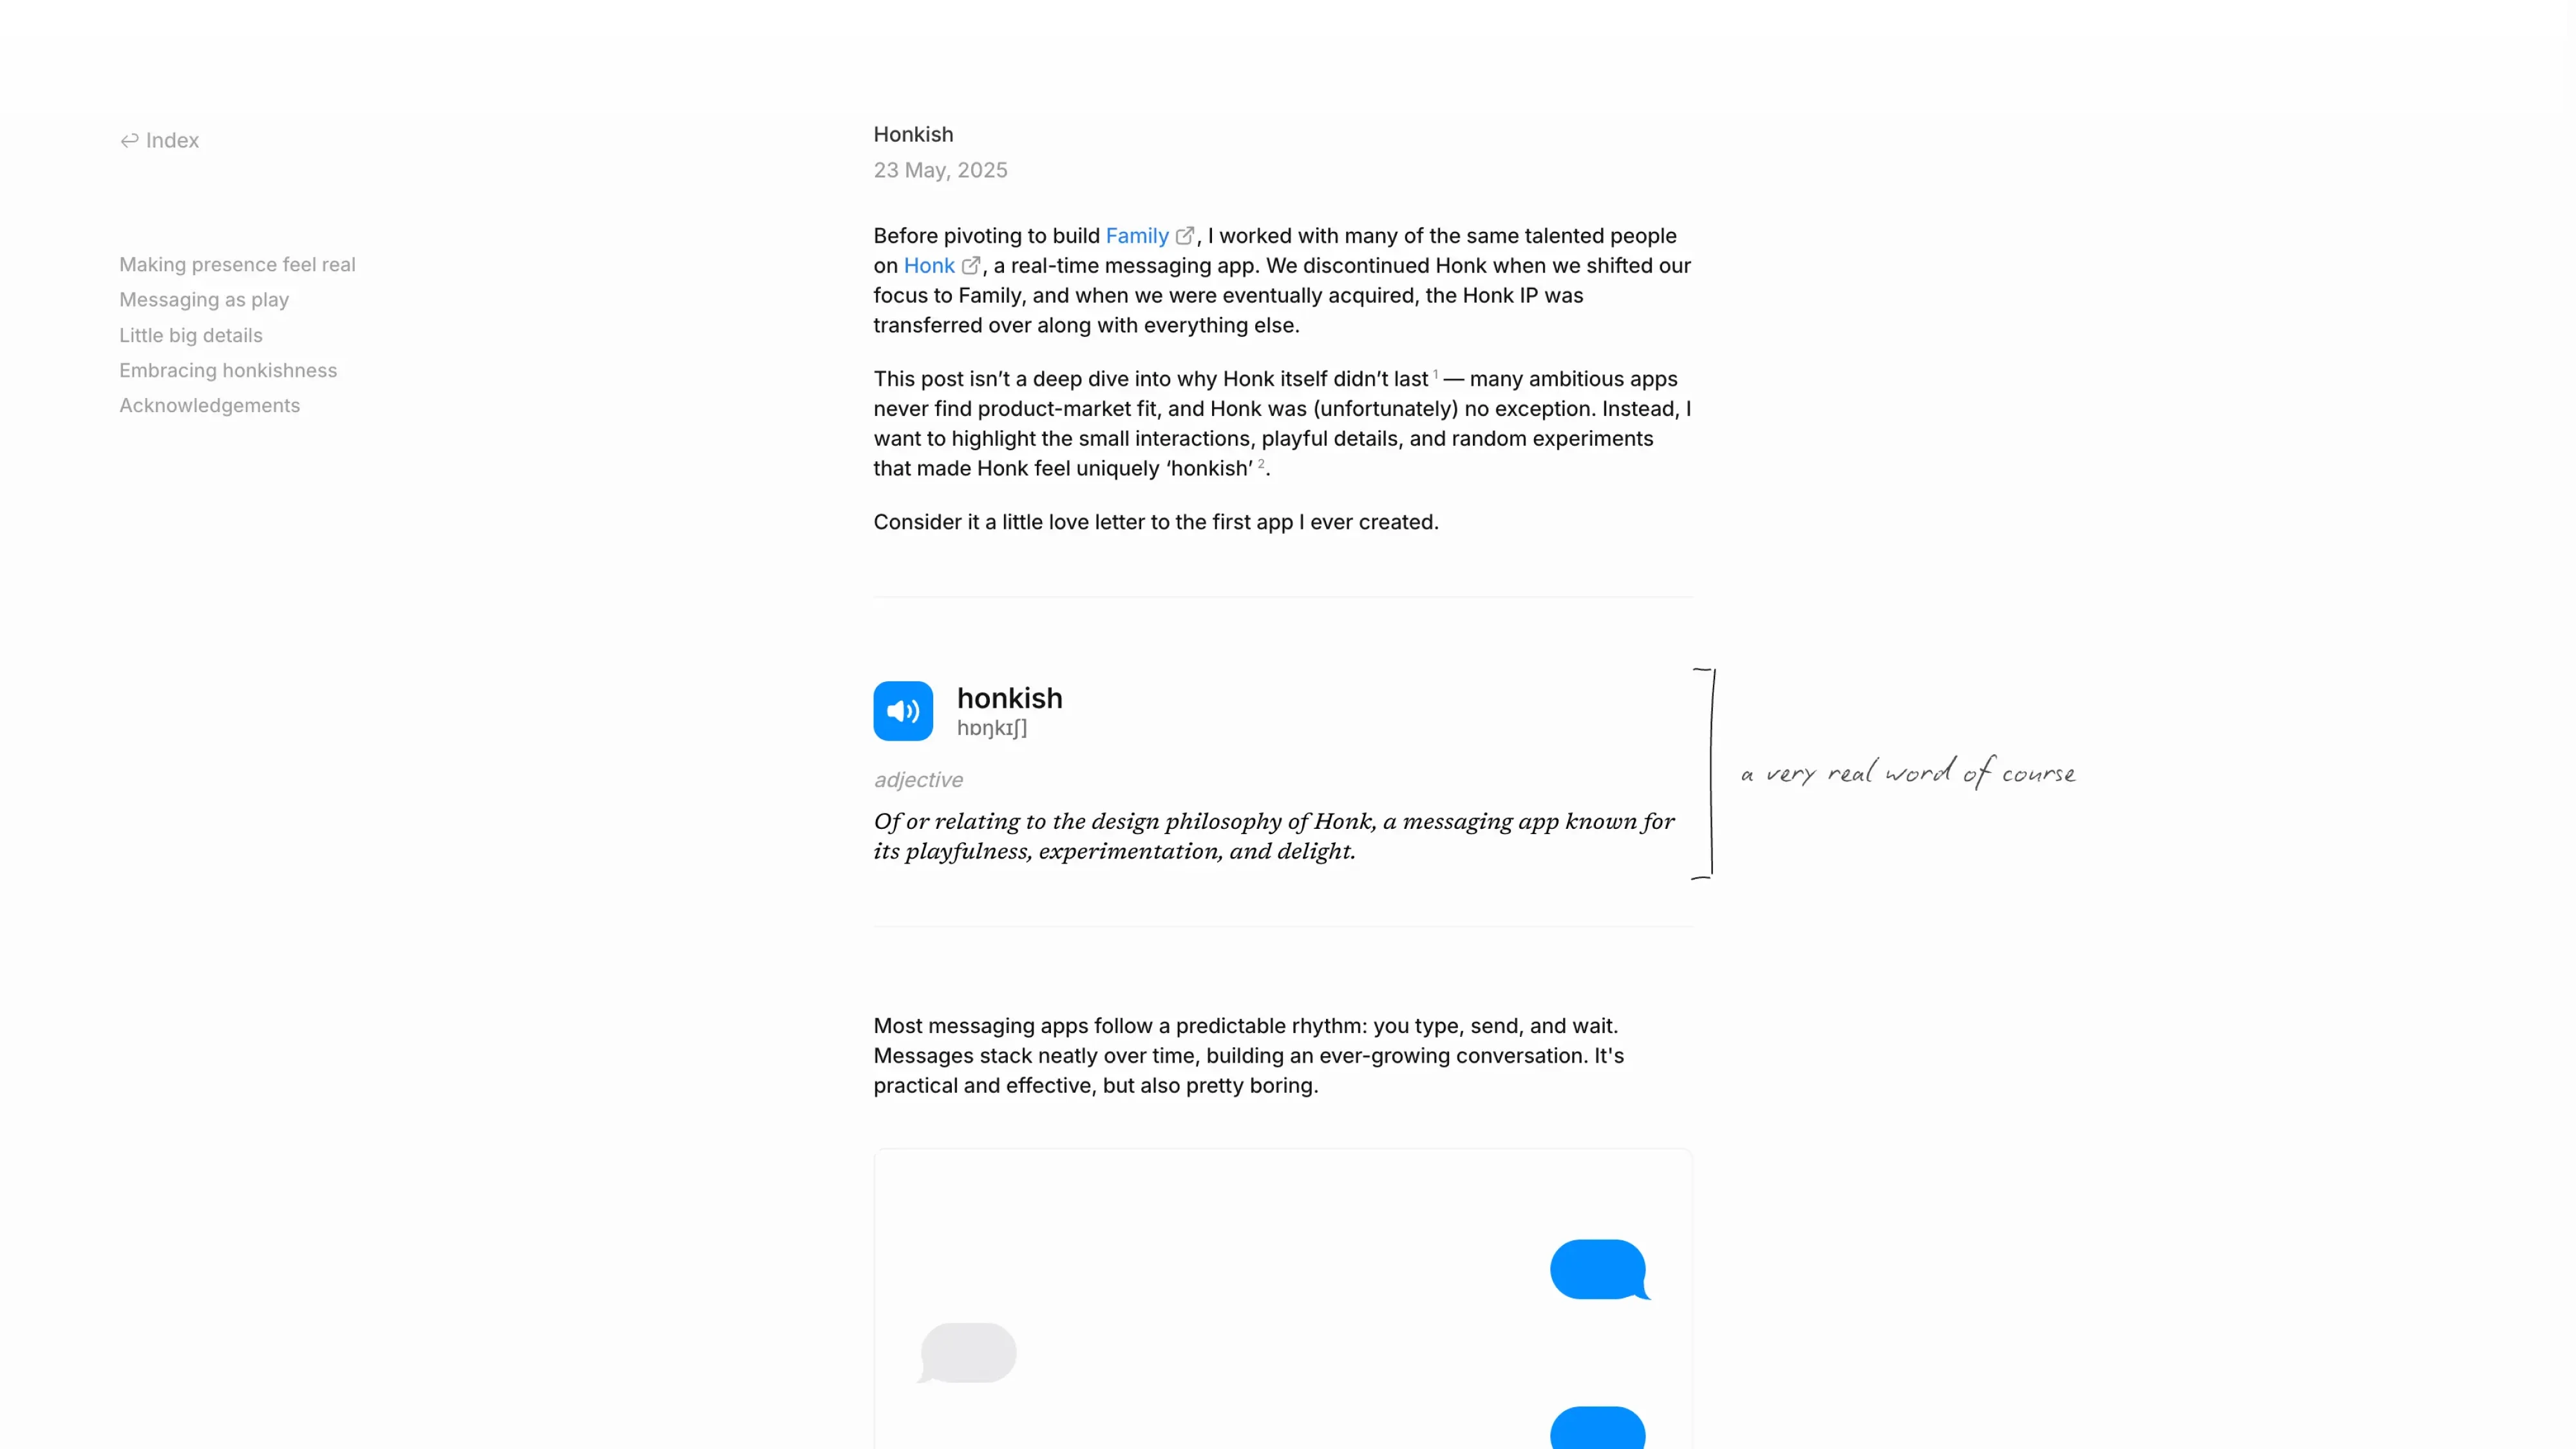 Index
Making presence feel real
Messaging as play
Little big details
Embracing honkishness
Acknowledgements
Honkish
23 May, 2025
Before pivoting to build Family, I worked with many of the same talented people
on Honk, a real-time messaging app. We discontinued Honk when we shifted our
focus to Family, and when we were eventually acquired, the Honk IP was
transferred over along with everything else.
This post isn’t a deep dive into why Honk itself didn’t last ¹ — many ambitious apps
never find product-market fit, and Honk was (unfortunately) no exception. Instead, I
want to highlight the small interactions, playful details, and random experiments
that made Honk feel uniquely ‘honkish’ ².
Consider it a little love letter to the first app I ever created.
honkish
hɒŋkɪʃ]
adjective
Of or relating to the design philosophy of Honk, a messaging app known for
its playfulness, experimentation, and delight.
a very real word of course
Most messaging apps follow a predictable rhythm: you type, send, and wait.
Messages stack neatly over time, building an ever-growing conversation. It's
practical and effective, but also pretty boring.